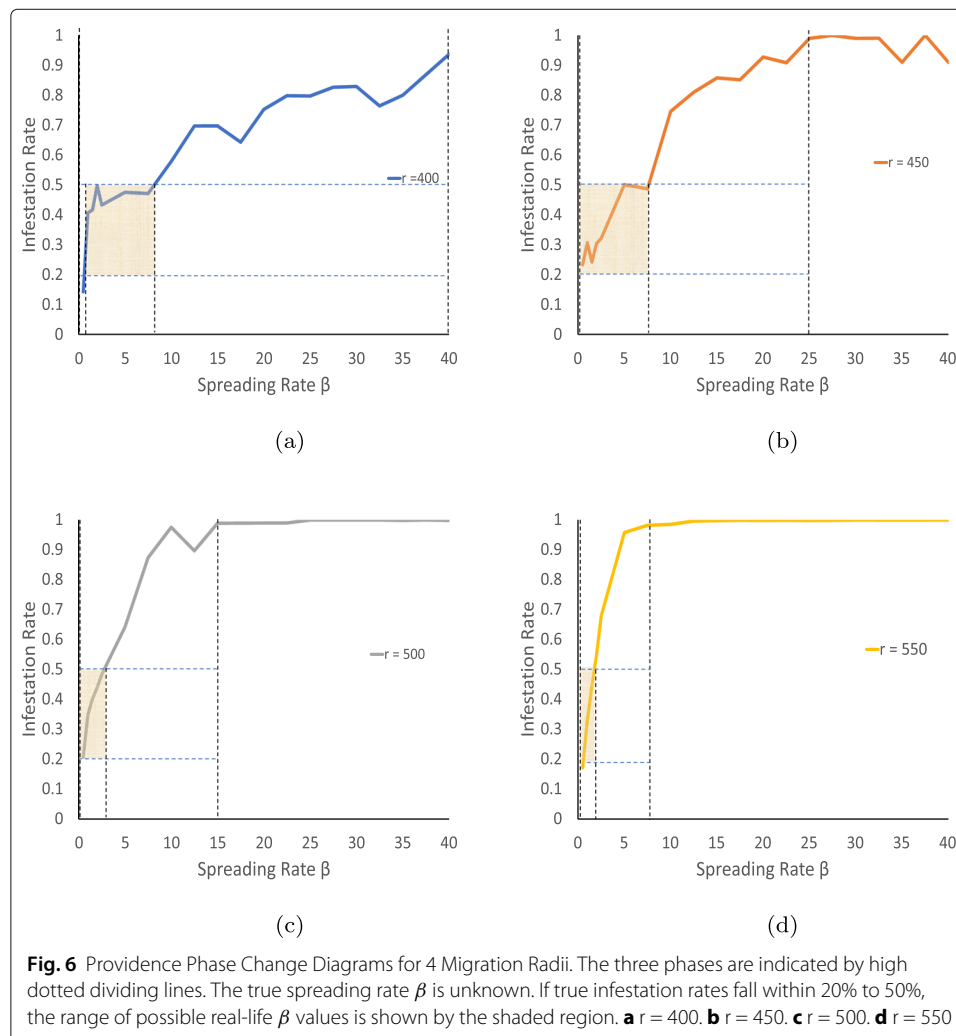 1
0.9
0.8
0.7
0.6
0.5
0.4
0.3
0.2
0.1
0
Infestation Rate
r =400
0 5 10 15 20 25 30 35 40
Spreading Rate β
(a)
1
0.9
0.8
0.7
0.6
0.5
0.4
0.3
0.2
0.1
0
Infestation Rate
r = 450
0 5 10 15 20 25 30 35 40
Spreading Rate β
(b)
1
0.9
0.8
0.7
0.6
0.5
0.4
0.3
0.2
0.1
0
Infestation Rate
r = 500
0 5 10 15 20 25 30 35 40
Spreading Rate β
(c)
1
0.9
0.8
0.7
0.6
0.5
0.4
0.3
0.2
0.1
0
Infestation Rate
r = 550
0 5 10 15 20 25 30 35 40
Spreading Rate β
(d)
Fig. 6 Providence Phase Change Diagrams for 4 Migration Radii. The three phases are indicated by high
dotted dividing lines. The true spreading rate β is unknown. If true infestation rates fall within 20% to 50%,
the range of possible real-life β values is shown by the shaded region. a r = 400. b r = 450. c r = 500. d r = 550